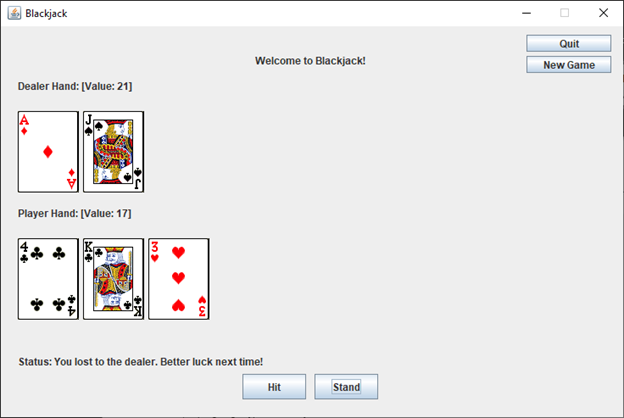 Blackjack
Quit
Welcome to Blackjack!
New Game
Dealer Hand: [Value: 21]
A
A
J
J
Player Hand: [Value: 17]
4
4
K
K
3
3
Status: You lost to the dealer. Better luck next time!
Hit
Stand